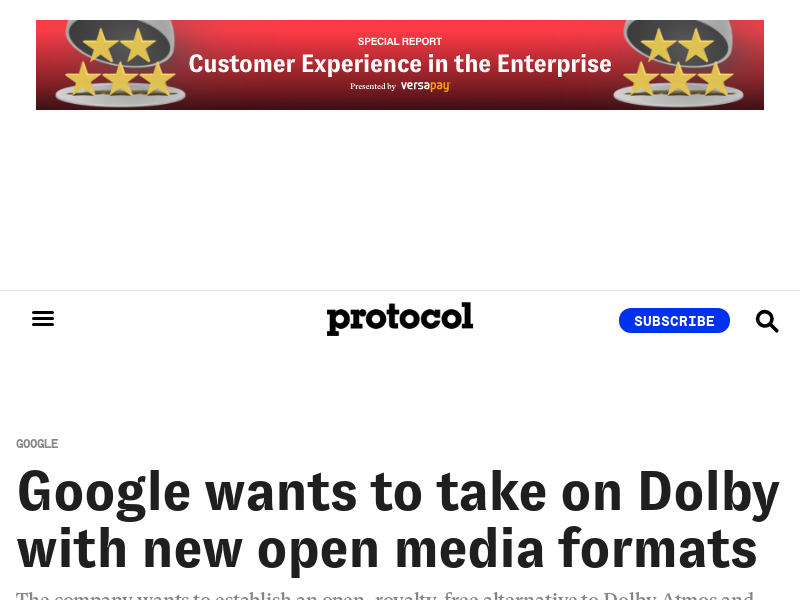 SPECIAL REPORT
Customer Experience in the Enterprise
Presented by versapay
protocol
SUBSCRIBE
GOOGLE
Google wants to take on Dolby
with new open media formats
The company wants to establish an open, royalty-free alternative to Dolby Atmos and